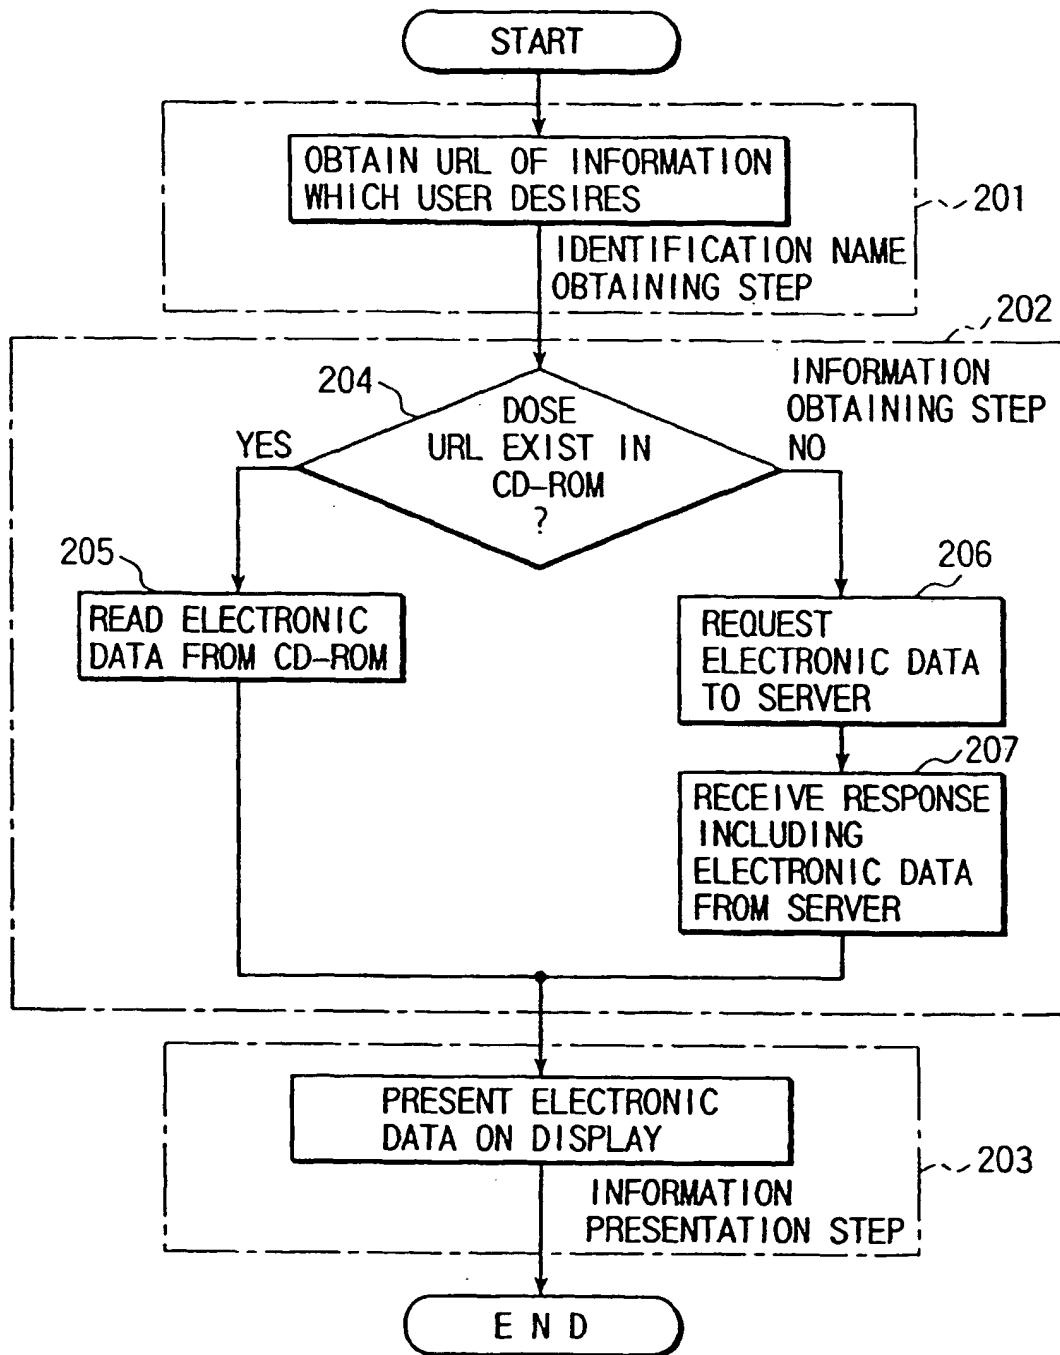 START
OBTAIN URL OF INFORMATION
WHICH USER DESIRES
201
IDENTIFICATION NAME
OBTAINING STEP
202
204
INFORMATION
OBTAINING STEP
DOSE
URL EXIST IN
CD-ROM
?
YES
NO
205
READ ELECTRONIC
DATA FROM CD-ROM
206
REQUEST
ELECTRONIC DATA
TO SERVER
207
RECEIVE RESPONSE
INCLUDING
ELECTRONIC DATA
FROM SERVER
PRESENT ELECTRONIC
DATA ON DISPLAY
203
INFORMATION
PRESENTATION STEP
END